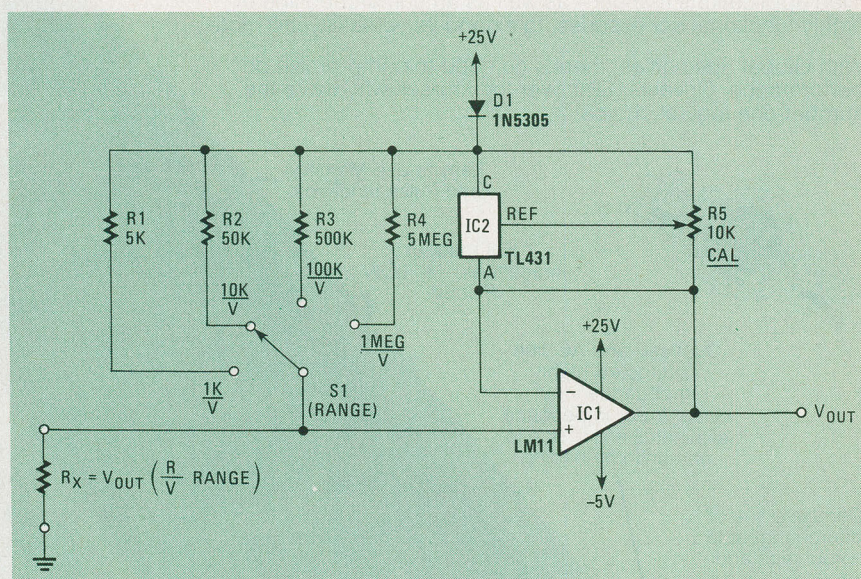 +25V
D1
1N5305
C
R1
5K
R2
50K
R3
500K
R4
5MEG
IC2
REF
R5
10K
CAL
TL431
A
10K
V
100K
V
1MEG
V
1K
V
S1
(RANGE)
+25V
−
IC1
+
LM11
VOUT
−5V
RX = VOUT (R/V RANGE)